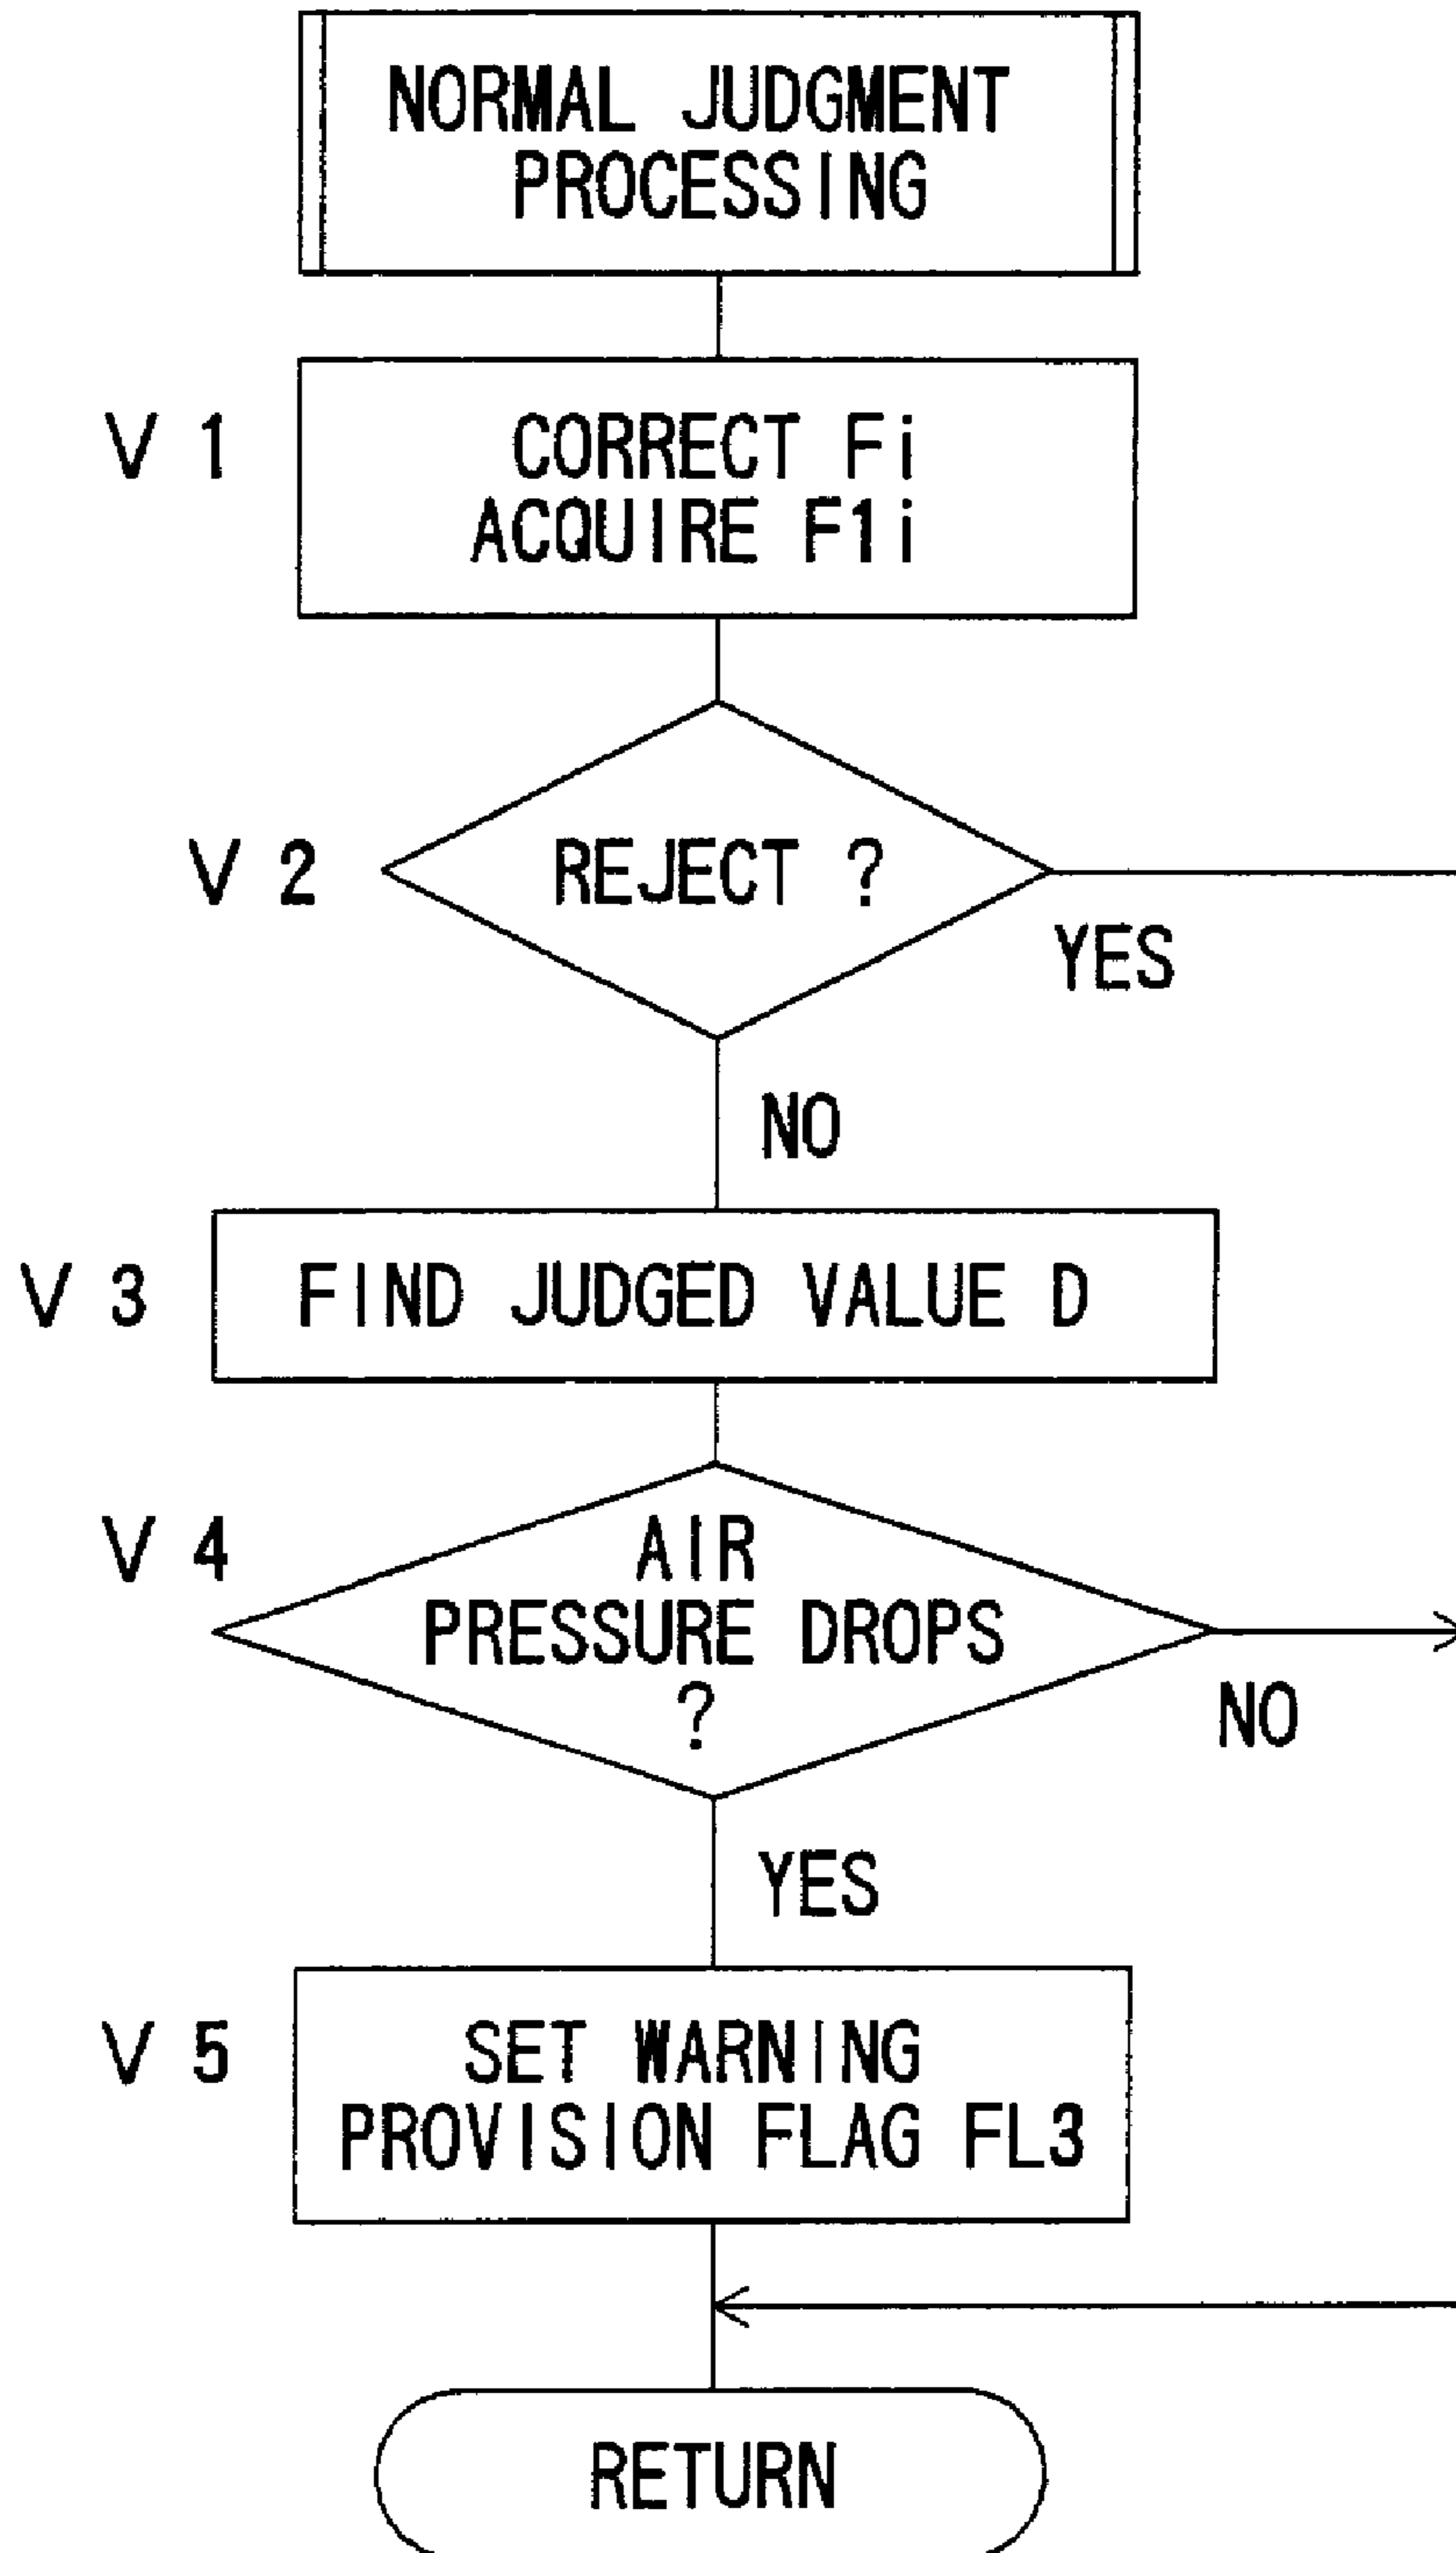 NORMAL JUDGMENT
PROCESSING
V 1
CORRECT Fi
ACQUIRE F1i
V 2
REJECT ?
YES
NO
V 3
FIND JUDGED VALUE D
V 4
AIR
PRESSURE DROPS
?
NO
YES
V 5
SET WARNING
PROVISION FLAG FL3
RETURN